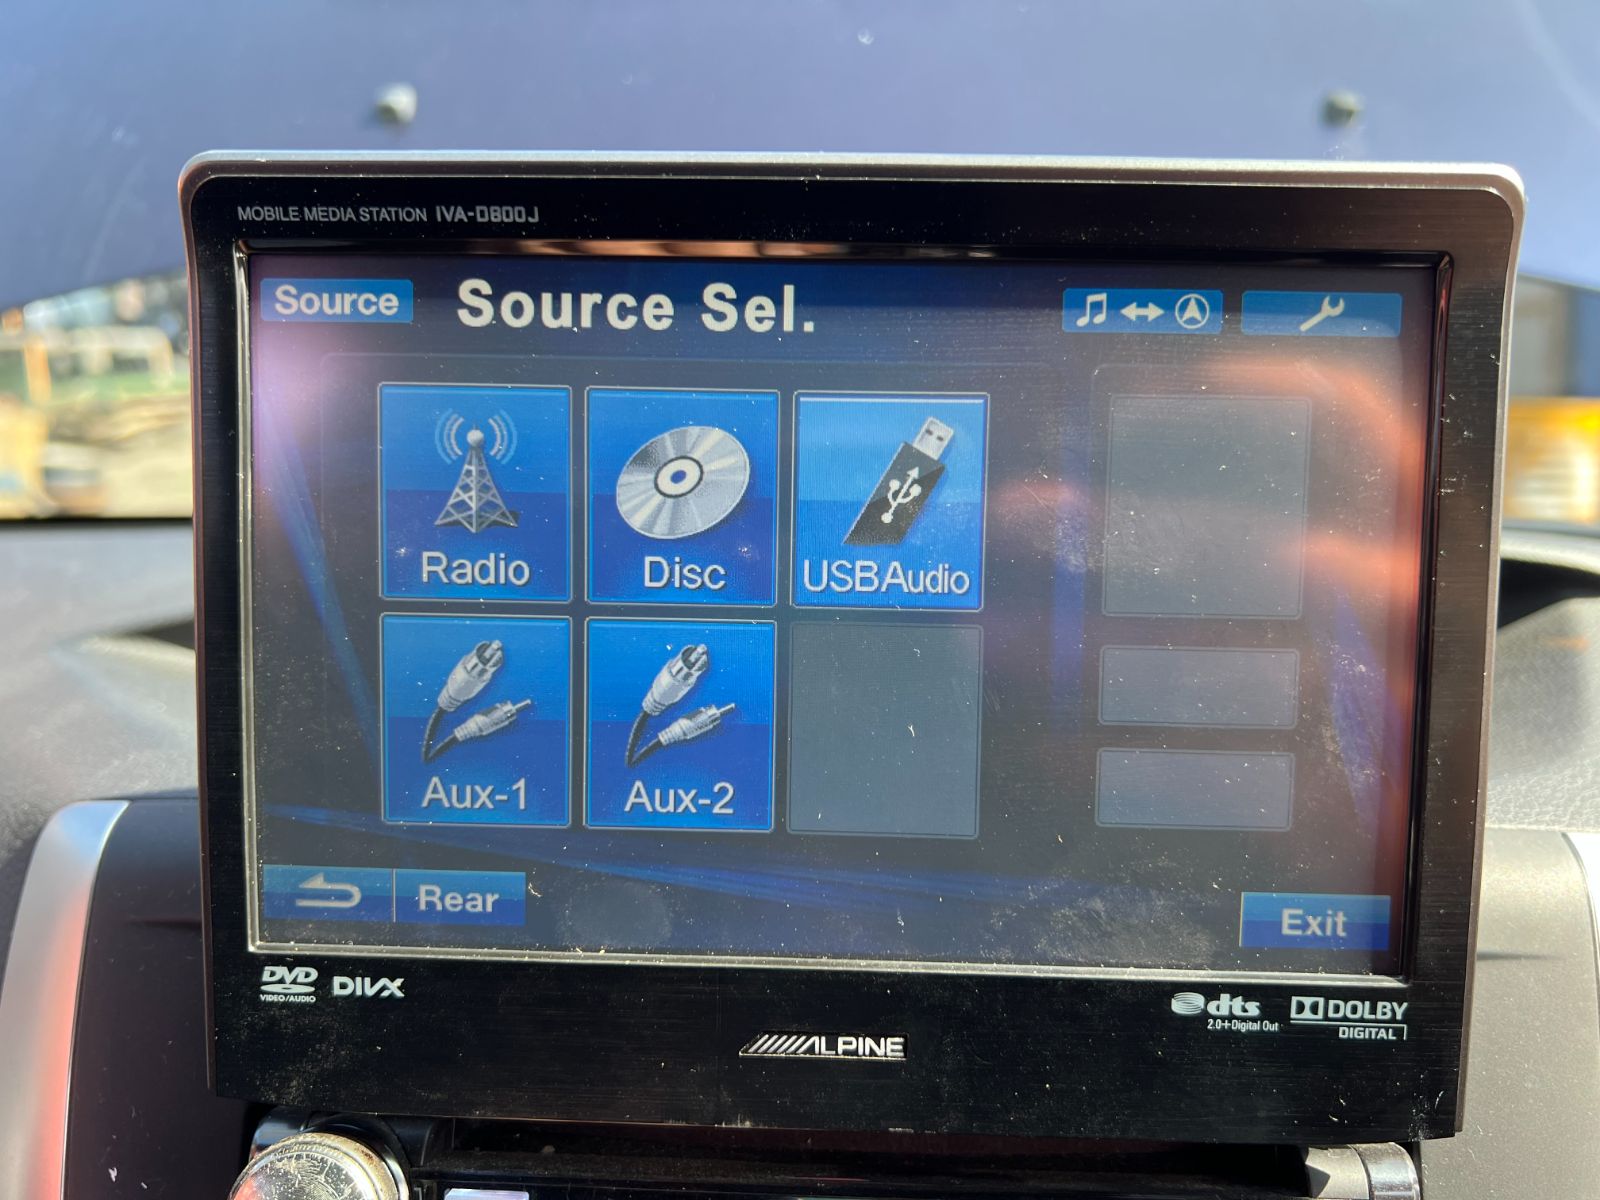 MOBILE MEDIA STATION IVA-D800J
Source
Source Sel.
Radio
Disc
USBAudio
Aux-1
Aux-2
Rear
Exit
DVD
VIDEO/AUDIO
DIVX
dts
2.0+Digital Out
DOLBY
DIGITAL
ALPINE